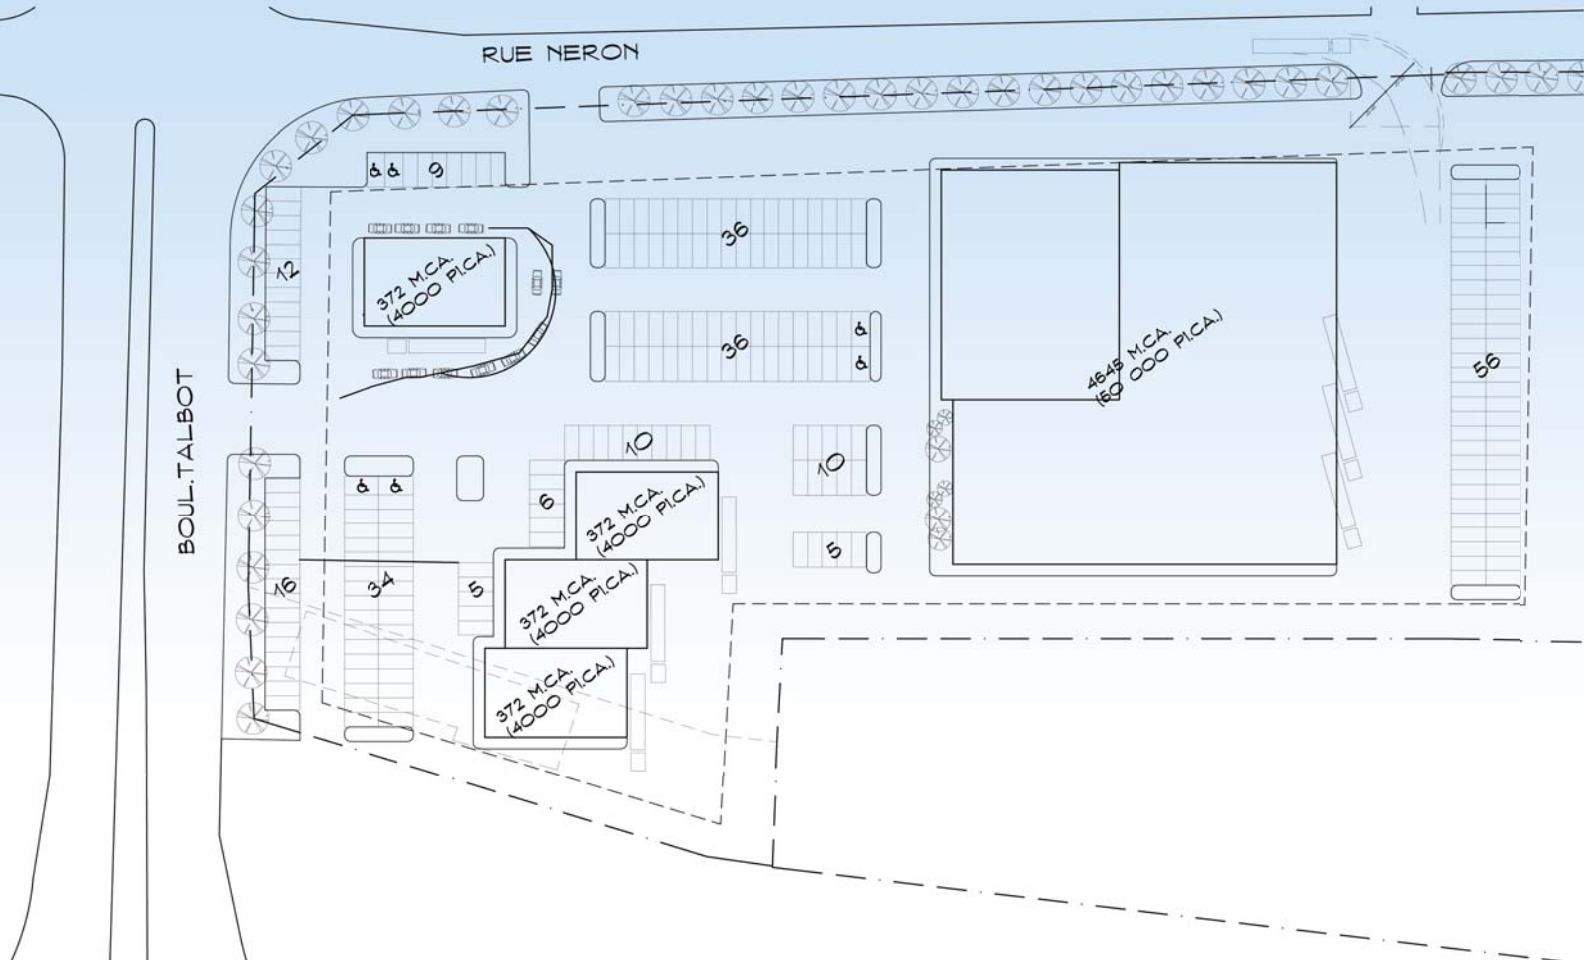 RUE NERON
9
12
372 M.CA.
(4000 PI.CA.)
36
36
BOUL.TALBOT
4645 M.CA.
(50 000 PI.CA.)
56
10
10
6
372 M.CA.
(4000 PI.CA.)
5
16
34
5
372 M.CA.
(4000 PI.CA.)
372 M.CA.
(4000 PI.CA.)